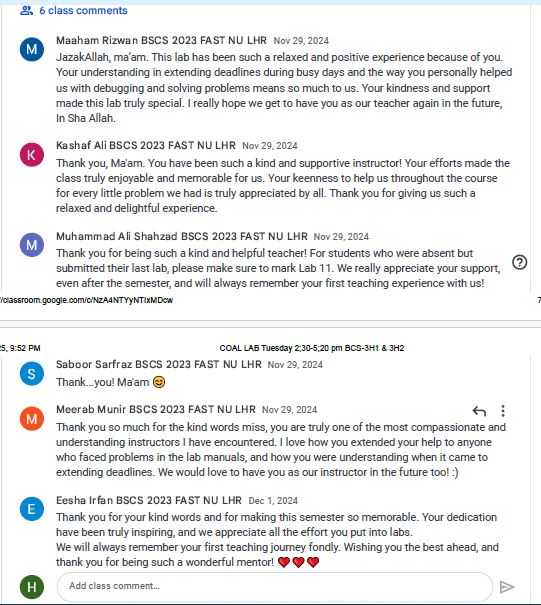 6 class comments
M
Maaham Rizwan BSCS 2023 FAST NU LHR Nov 29, 2024
JazakAllah, ma'am. This lab has been such a relaxed and positive experience because of you.
Your understanding in extending deadlines during busy days and the way you personally helped
us with debugging and solving problems means so much to us. Your kindness and support
made this lab truly special. I really hope we get to have you as our teacher again in the future,
In Sha Allah.
K
Kashaf Ali BSCS 2023 FAST NU LHR Nov 29, 2024
Thank you, Ma'am. You have been such a kind and supportive instructor! Your efforts made the
class truly enjoyable and memorable for us. Your keenness to help us throughout the course
for every little problem we had is truly appreciated by all. Thank you for giving us such a
relaxed and delightful experience.
M
Muhammad Ali Shahzad BSCS 2023 FAST NU LHR Nov 29, 2024
Thank you for being such a kind and helpful teacher! For students who were absent but
submitted their last lab, please make sure to mark Lab 11. We really appreciate your support,
even after the semester, and will always remember your first teaching experience with us!
/classroom.google.com/c/NzA4NTYyNTIxMDcw 7
5, 9:52 PM COAL LAB Tuesday 2;30-5;20 pm BCS-3H1 & 3H2
S
Saboor Sarfraz BSCS 2023 FAST NU LHR Nov 29, 2024
Thank...you! Ma'am 😊
M
Meerab Munir BSCS 2023 FAST NU LHR Nov 29, 2024
Thank you so much for the kind words miss, you are truly one of the most compassionate and
understanding instructors I have encountered. I love how you extended your help to anyone
who faced problems in the lab manuals, and how you were understanding when it came to
extending deadlines. We would love to have you as our instructor in the future too! :)
E
Eesha Irfan BSCS 2023 FAST NU LHR Dec 1, 2024
Thank you for your kind words and for making this semester so memorable. Your dedication
have been truly inspiring, and we appreciate all the effort you put into labs.
We will always remember your first teaching journey fondly. Wishing you the best ahead, and
thank you for being such a wonderful mentor! ❤️❤️❤️
H
Add class comment...